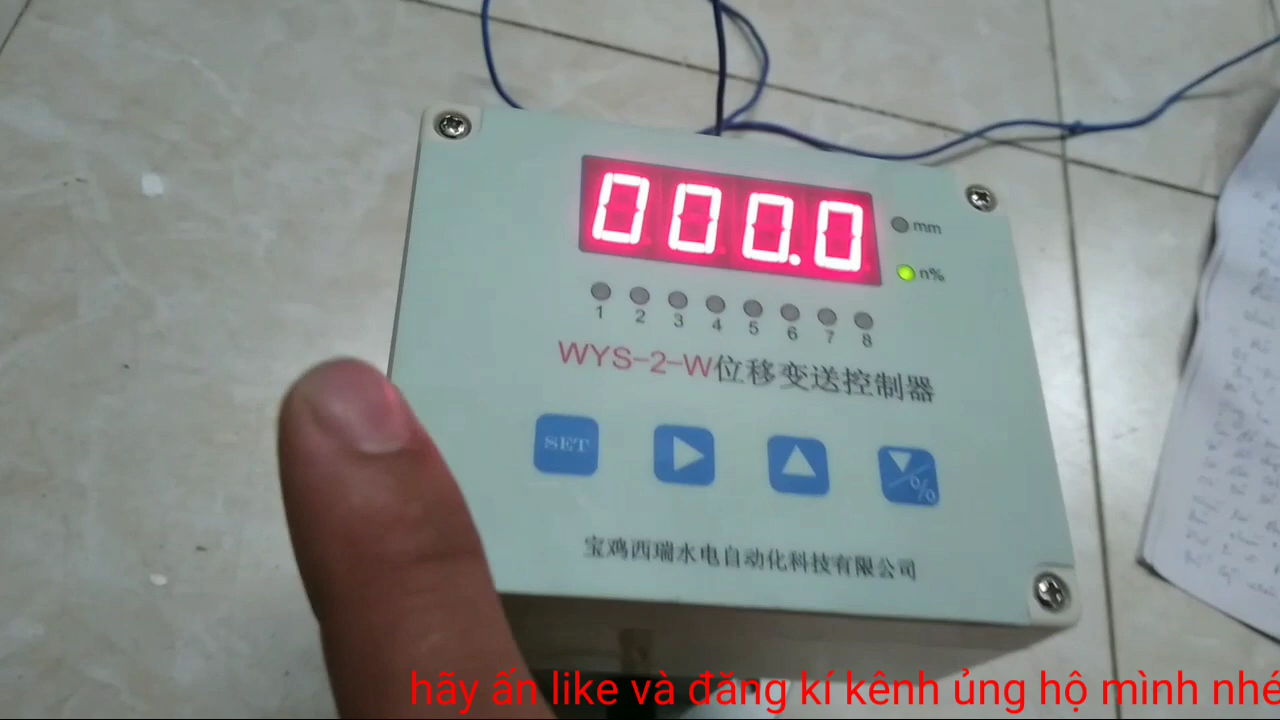 000.0
mm
n%
1 2 3 4 5 6 7 8
WYS-2-W位移变送控制器
SET
%
宝鸡西瑞水电自动化科技有限公司
hãy ấn like và đăng kí kênh ủng hộ mình nhé